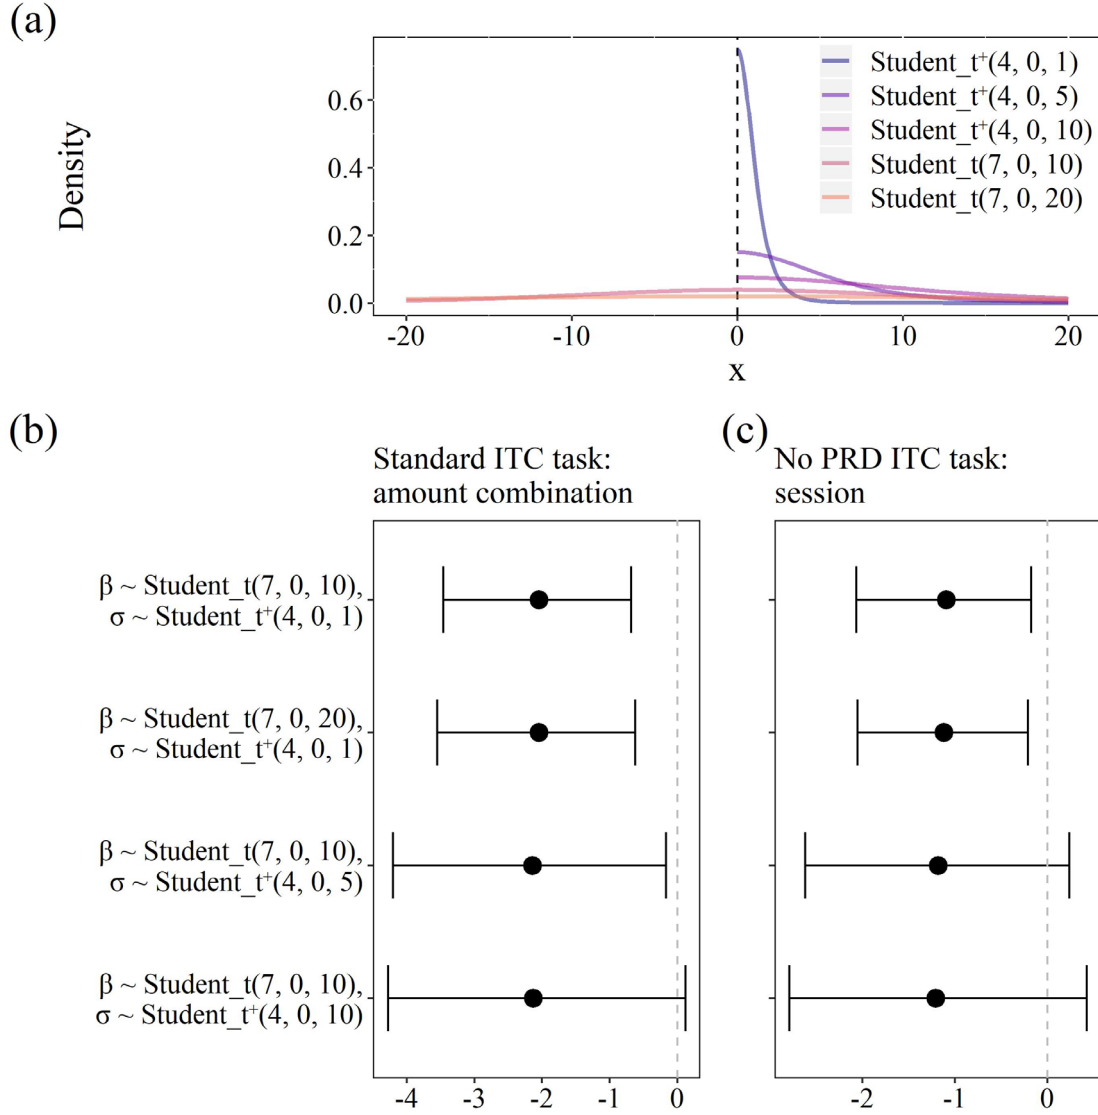 (a)
Density
0.6
0.4
0.2
0.0
Student_t⁺(4, 0, 1)
Student_t⁺(4, 0, 5)
Student_t⁺(4, 0, 10)
Student_t(7, 0, 10)
Student_t(7, 0, 20)
-20 -10 0 10 20
x
(b)
Standard ITC task:
amount combination
β ~ Student_t(7, 0, 10),
σ ~ Student_t⁺(4, 0, 1)
β ~ Student_t(7, 0, 20),
σ ~ Student_t⁺(4, 0, 1)
β ~ Student_t(7, 0, 10),
σ ~ Student_t⁺(4, 0, 5)
β ~ Student_t(7, 0, 10),
σ ~ Student_t⁺(4, 0, 10)
-4 -3 -2 -1 0
(c)
No PRD ITC task:
session
-2 -1 0